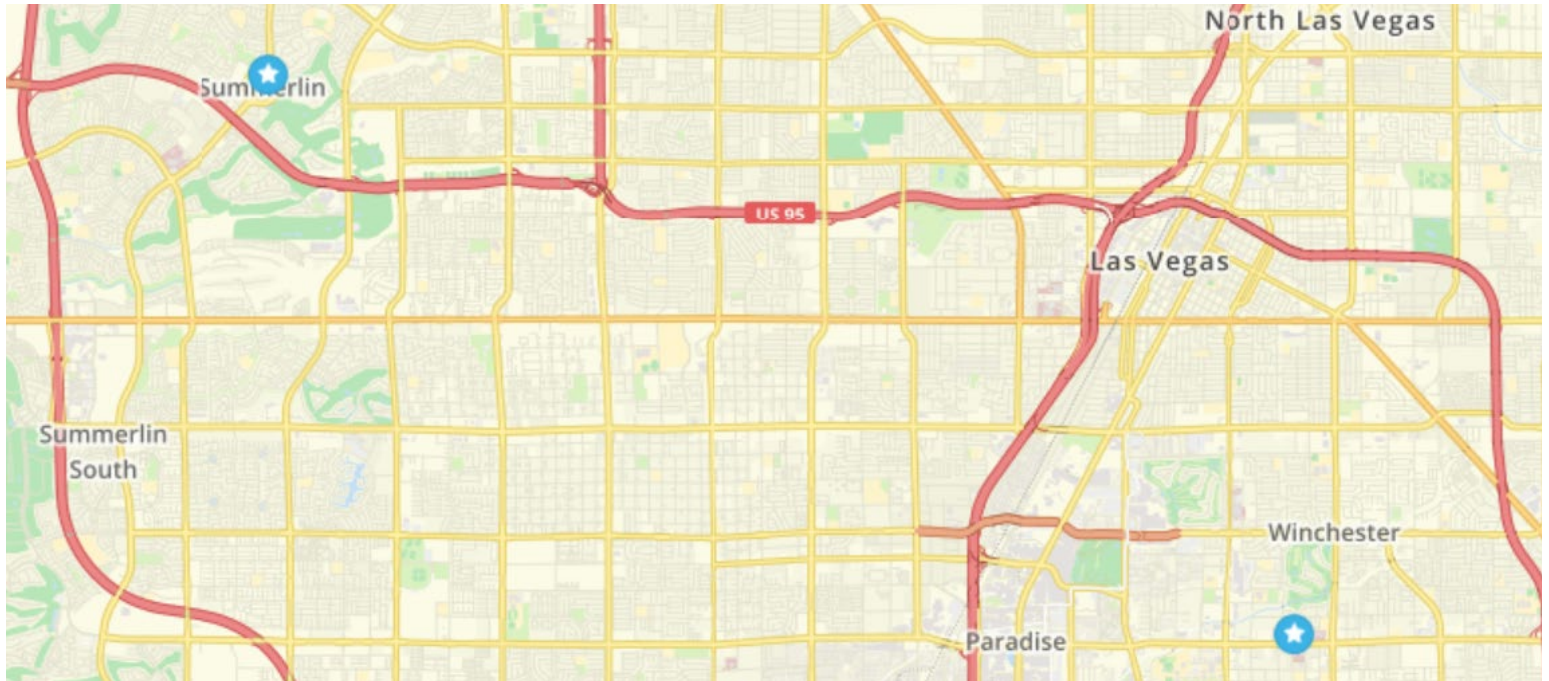 North Las Vegas
Summerlin
US 95
Las Vegas
Summerlin
South
Winchester
Paradise